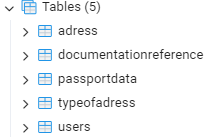 Tables (5)
adress
documentationreference
passportdata
typeofadress
users